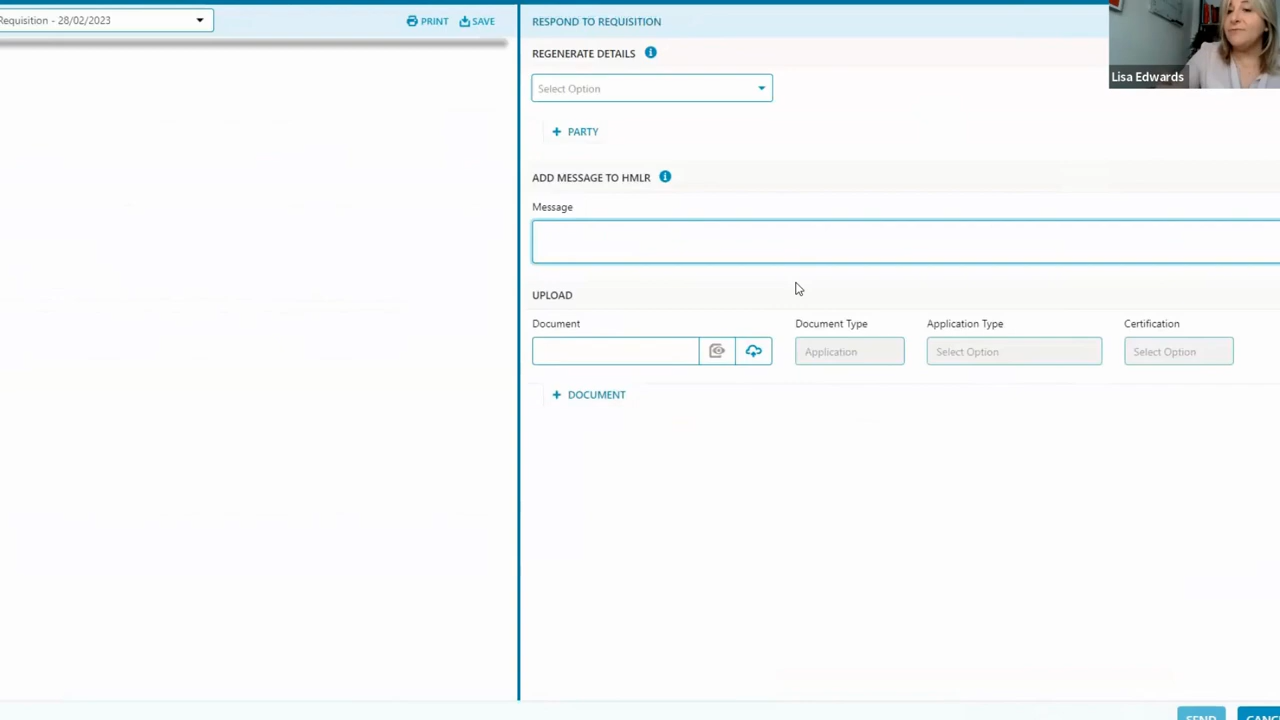 Requisition - 28/02/2023
PRINT
SAVE
RESPOND TO REQUISITION
REGENERATE DETAILS
Select Option
+ PARTY
ADD MESSAGE TO HMLR
Message
UPLOAD
Document
Document Type
Application Type
Certification
Application
Select Option
Select Option
+ DOCUMENT
Lisa Edwards
SEND
CANC